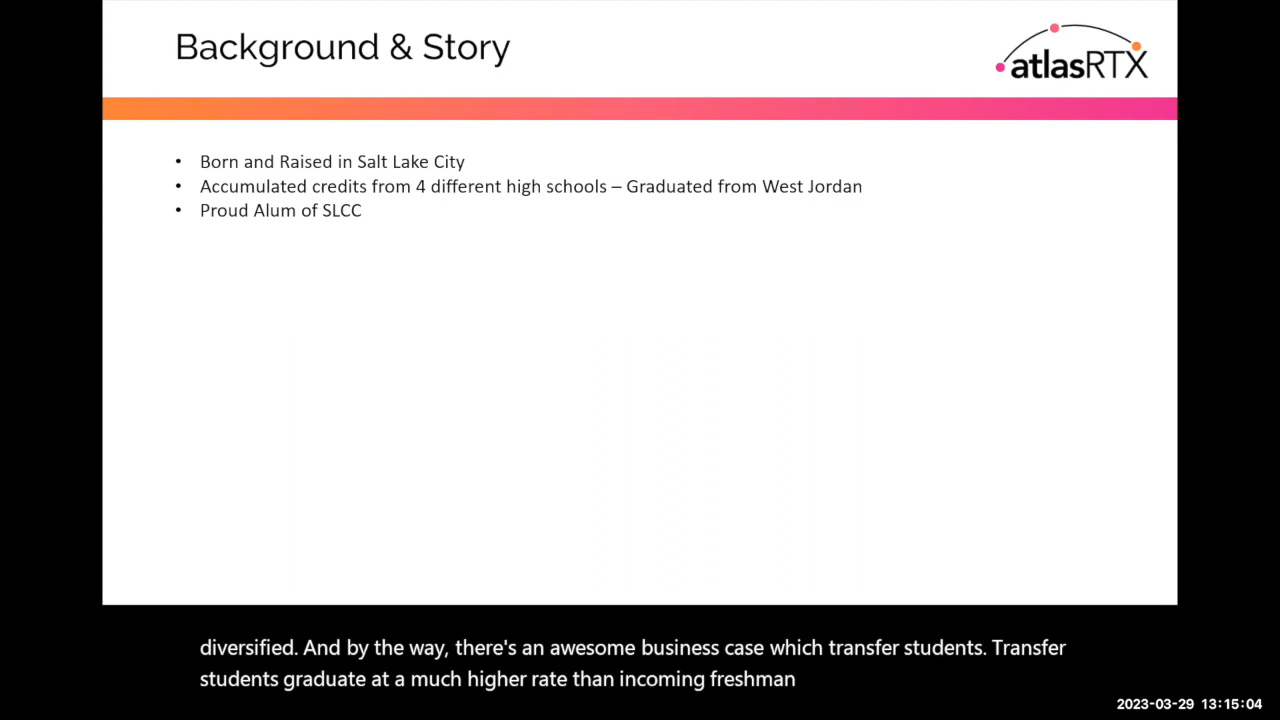 Background & Story
atlasRTX
• Born and Raised in Salt Lake City
• Accumulated credits from 4 different high schools – Graduated from West Jordan
• Proud Alum of SLCC
diversified. And by the way, there's an awesome business case which transfer students. Transfer
students graduate at a much higher rate than incoming freshman
2023-03-29 13:15:04